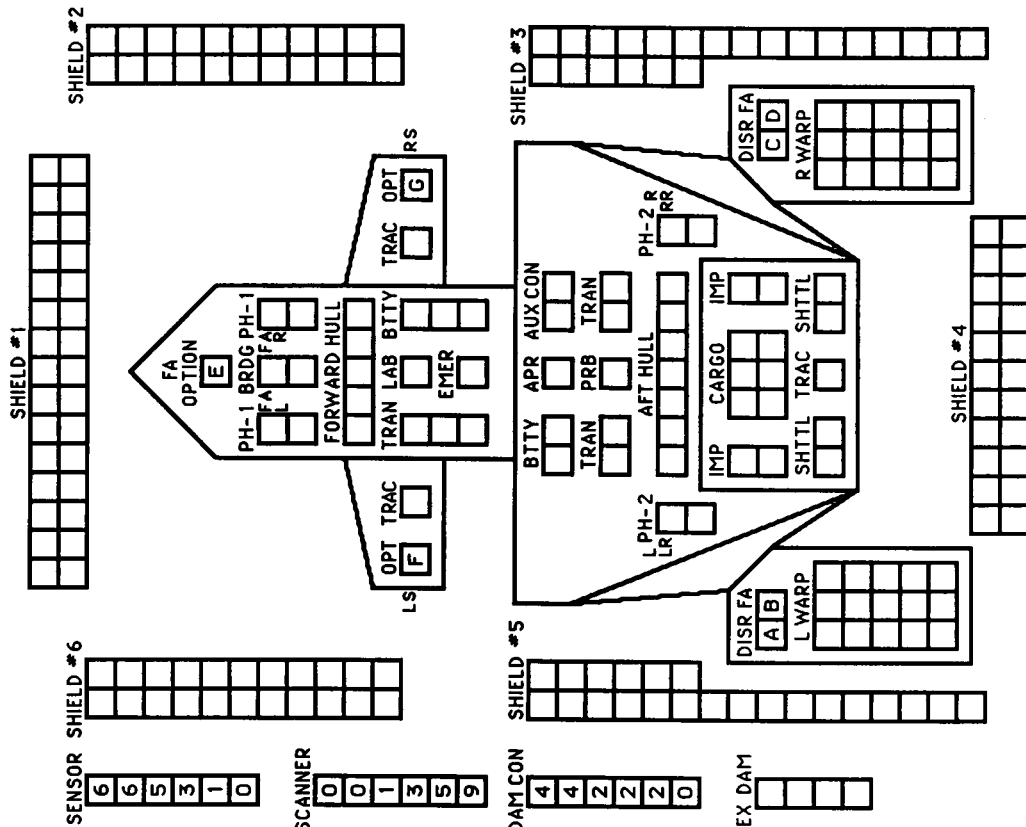 SHIELD #1
SHIELD #2
SHIELD #6
FA
OPTION
E
PH-1 BRDG PH-1
FA
L
FA
R
FORWARD HULL
TRAN LAB BTTY
EMER
OPT TRAC
F
LS
TRAC OPT
G
RS
SENSOR
6
6
5
3
1
0
SCANNER
0
0
1
3
5
9
DAM CON
4
4
2
2
2
0
EX DAM
SHIELD #5
SHIELD #3
BTTY APR AUX CON
TRAN PRB TRAN
AFT HULL
L PH-2
LR
PH-2 R
RR
IMP CARGO IMP
SHTTL TRAC SHTTL
DISR FA
A B
L WARP
DISR FA
C D
R WARP
SHIELD #4